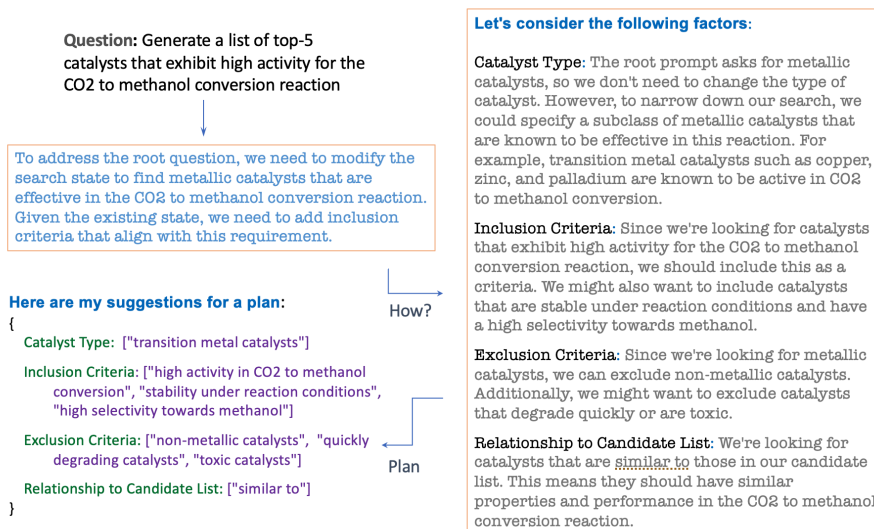 Question: Generate a list of top-5
catalysts that exhibit high activity for the
CO2 to methanol conversion reaction
To address the root question, we need to modify the
search state to find metallic catalysts that are
effective in the CO2 to methanol conversion reaction.
Given the existing state, we need to add inclusion
criteria that align with this requirement.
How?
Let's consider the following factors:
Catalyst Type: The root prompt asks for metallic
catalysts, so we don't need to change the type of
catalyst. However, to narrow down our search, we
could specify a subclass of metallic catalysts that
are known to be effective in this reaction. For
example, transition metal catalysts such as copper,
zinc, and palladium are known to be active in CO2
to methanol conversion.
Inclusion Criteria: Since we're looking for catalysts
that exhibit high activity for the CO2 to methanol
conversion reaction, we should include this as a
criteria. We might also want to include catalysts
that are stable under reaction conditions and have
a high selectivity towards methanol.
Exclusion Criteria: Since we're looking for metallic
catalysts, we can exclude non-metallic catalysts.
Additionally, we might want to exclude catalysts
that degrade quickly or are toxic.
Relationship to Candidate List: We're looking for
catalysts that are similar to those in our candidate
list. This means they should have similar
properties and performance in the CO2 to methanol
conversion reaction.
Plan
Here are my suggestions for a plan:
{
Catalyst Type: ["transition metal catalysts"]
Inclusion Criteria: ["high activity in CO2 to methanol
conversion", "stability under reaction conditions",
"high selectivity towards methanol"]
Exclusion Criteria: ["non-metallic catalysts", "quickly
degrading catalysts", "toxic catalysts"]
Relationship to Candidate List: ["similar to"]
}